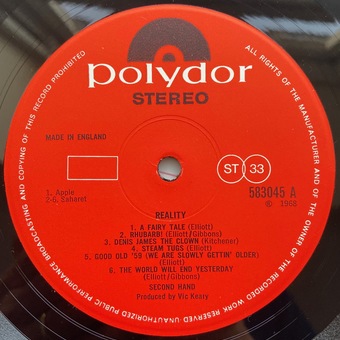 polydor
STEREO
MADE IN ENGLAND
ST 33
1. Apple
2-6. Sabaret
583045 A
℗ 1968
REALITY
1. A FAIRY TALE (Elliott)
2. RHUBARB! (Elliott/Gibbons)
3. DENIS JAMES THE CLOWN (Kitchener)
4. STEAM TUGS (Elliott)
5. GOOD OLD '59 (WE ARE SLOWLY GETTIN' OLDER)
6. THE WORLD WILL END YESTERDAY
(Elliott/Gibbons)
SECOND HAND
Produced by Vic Keary
ALL RIGHTS OF THE MANUFACTURER AND OF THE OWNER OF THE RECORDED WORK RESERVED UNAUTHORISED PUBLIC PERFORMANCE BROADCASTING AND COPYING OF THIS RECORD PROHIBITED